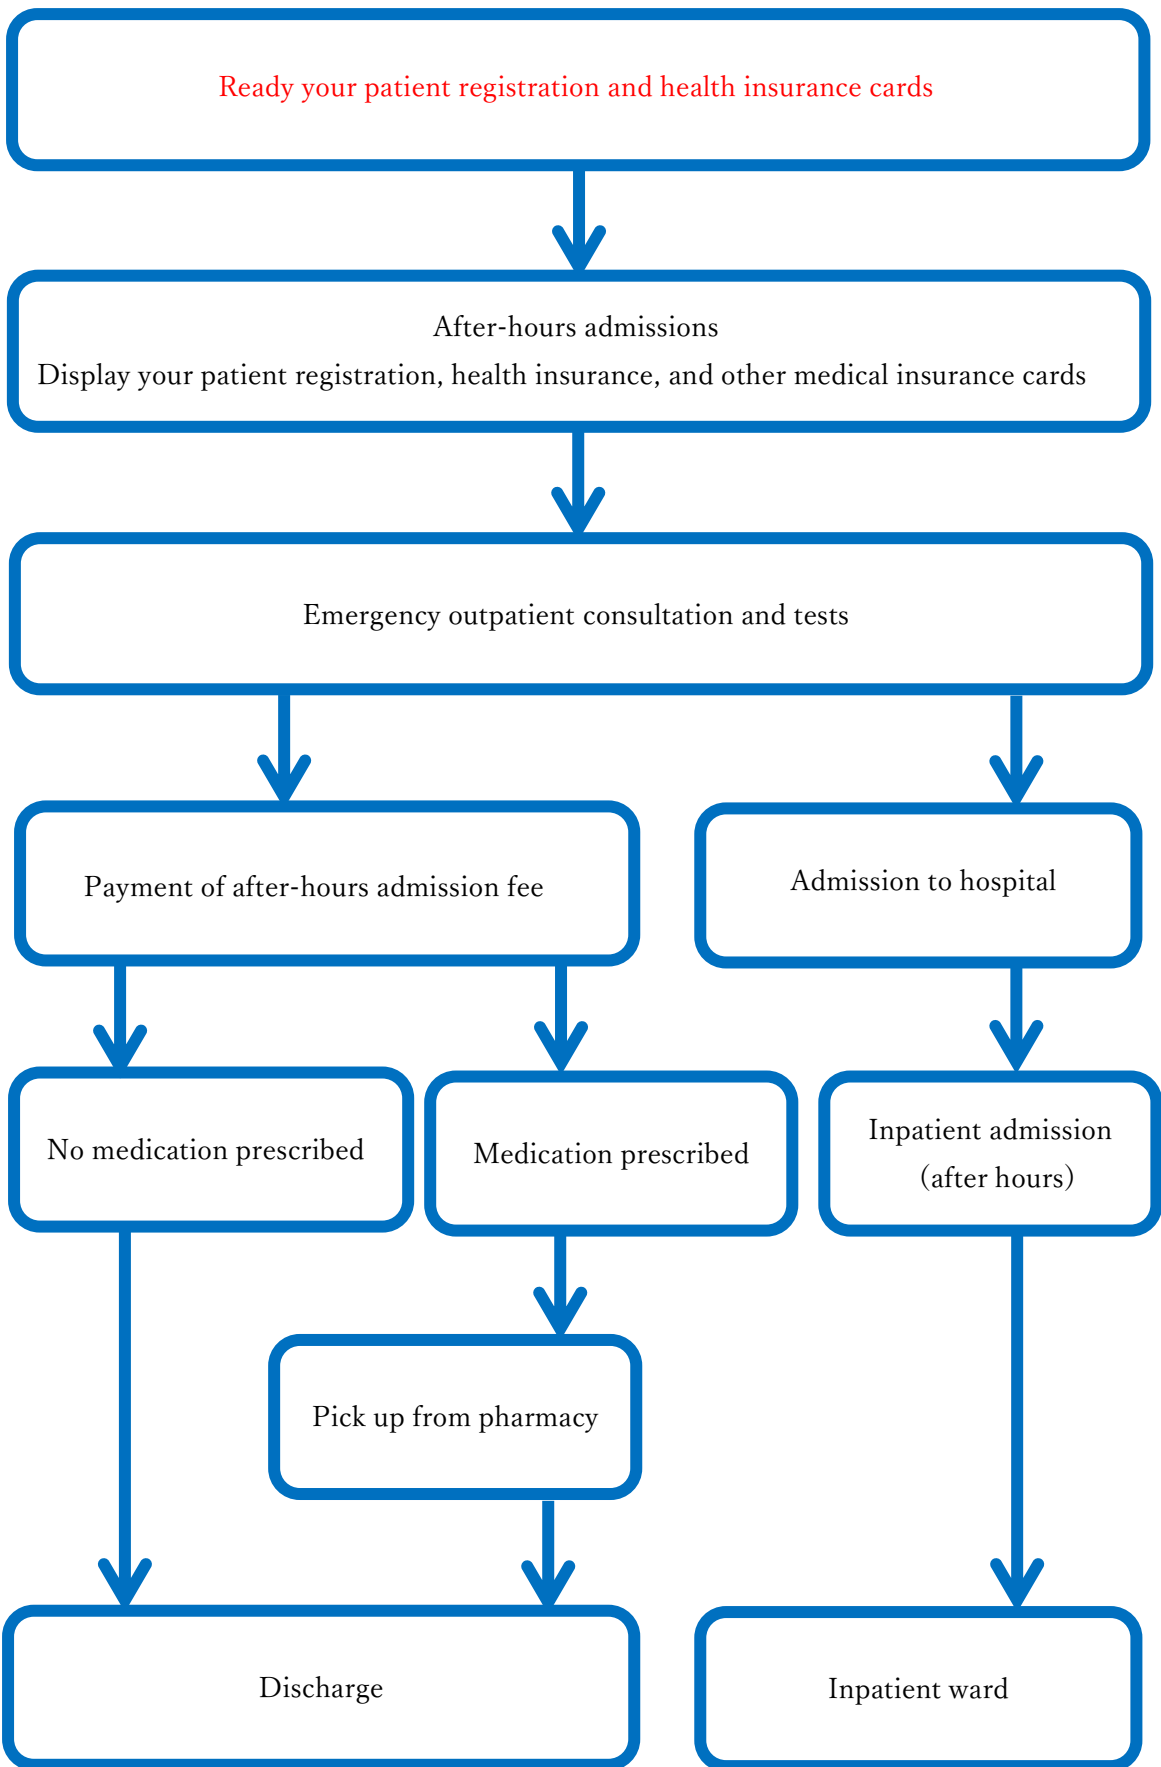 Ready your patient registration and health insurance cards
After-hours admissions
Display your patient registration, health insurance, and other medical insurance cards
Emergency outpatient consultation and tests
Payment of after-hours admission fee
Admission to hospital
No medication prescribed
Medication prescribed
Inpatient admission
(after hours)
Pick up from pharmacy
Discharge
Inpatient ward